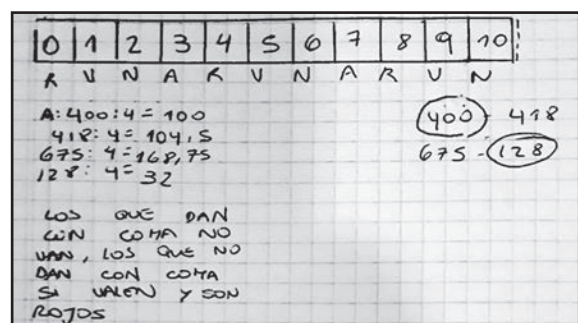 0 1 2 3 4 5 6 7 8 9 10
R V N A R V N A R V N
A: 400:4 = 100
418: 4 = 104,5
675: 4 = 168,75
128: 4 = 32
400 - 418
675 - 128
LOS QUE DAN
CON COMA NO
VAN, LOS QUE NO
DAN CON COMA
SI VALEN Y SON
ROJOS